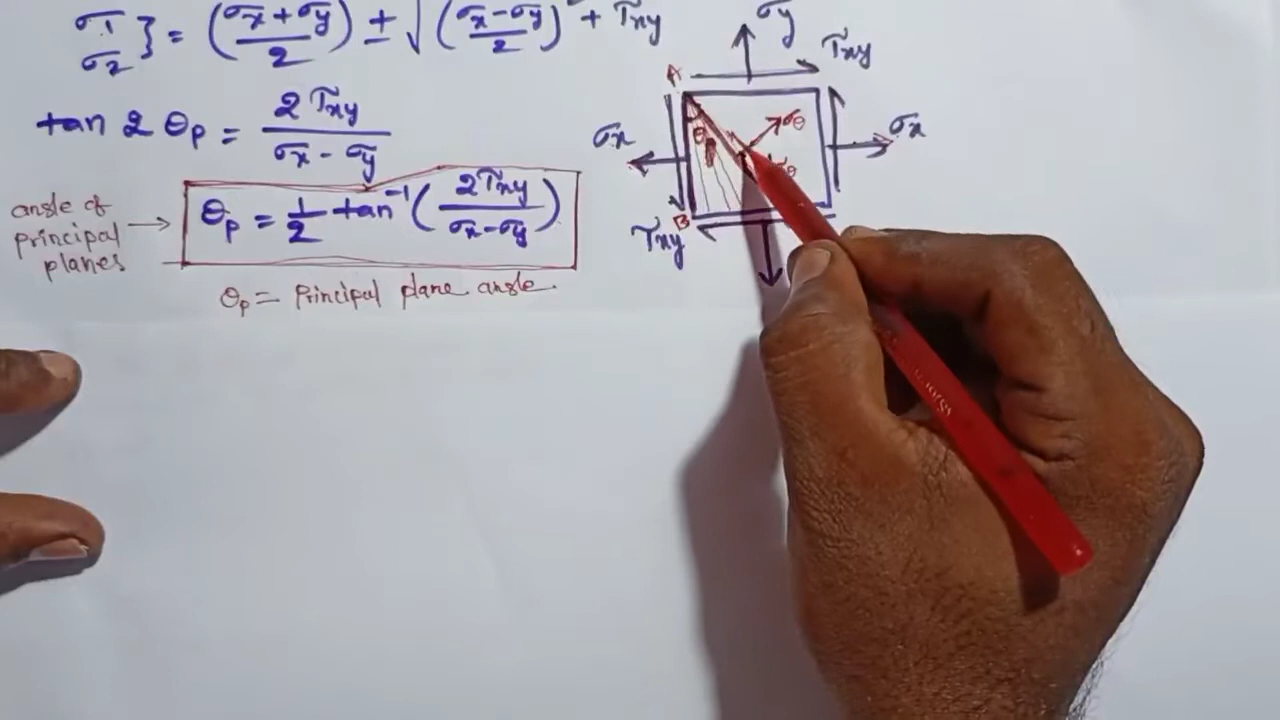 σ1
σ2 } = (σx+σy / 2) ± √(σx-σy / 2)² + τxy
tan 2θp = 2τxy / σx - σy
θp = 1/2 tan⁻¹(2τxy / σx-σy)
angle of
principal
planes
θp = Principal plane angle
σy
τxy
A
σx
θ
σθ
σx
θ
B
τxy